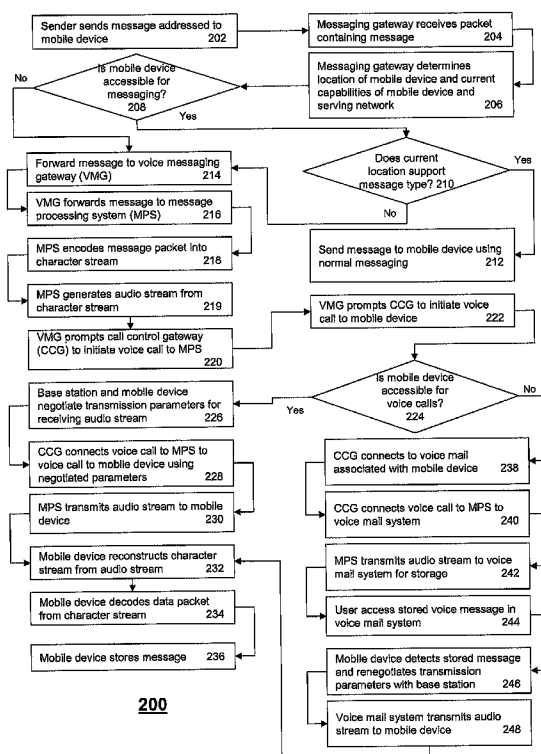 Sender sends message addressed to
mobile device 202
Messaging gateway receives packet
containing message 204
Messaging gateway determines
location of mobile device and current
capabilities of mobile device and
serving network 206
Is mobile device
accessible for
messaging?
208
No
Yes
Does current
location support
message type? 210
Yes
No
Send message to mobile device using
normal messaging 212
Forward message to voice messaging
gateway (VMG) 214
VMG forwards message to message
processing system (MPS) 216
MPS encodes message packet into
character stream 218
MPS generates audio stream from
character stream 219
VMG prompts call control gateway
(CCG) to initiate voice call to MPS
220
VMG prompts CCG to initiate voice
call to mobile device 222
Is mobile device
accessible for
voice calls?
224
No
Yes
Base station and mobile device
negotiate transmission parameters for
receiving audio stream 226
CCG connects voice call to MPS to
voice call to mobile device using
negotiated parameters 228
MPS transmits audio stream to mobile
device 230
Mobile device reconstructs character
stream from audio stream 232
Mobile device decodes data packet
from character stream 234
Mobile device stores message 236
CCG connects to voice mail
associated with mobile device 238
CCG connects voice call to MPS to
voice mail system 240
MPS transmits audio stream to voice
mail system for storage 242
User access stored voice message in
voice mail system 244
Mobile device detects stored message
and renegotiates transmission
parameters with base station 246
Voice mail system transmits audio
stream to mobile device 248
200